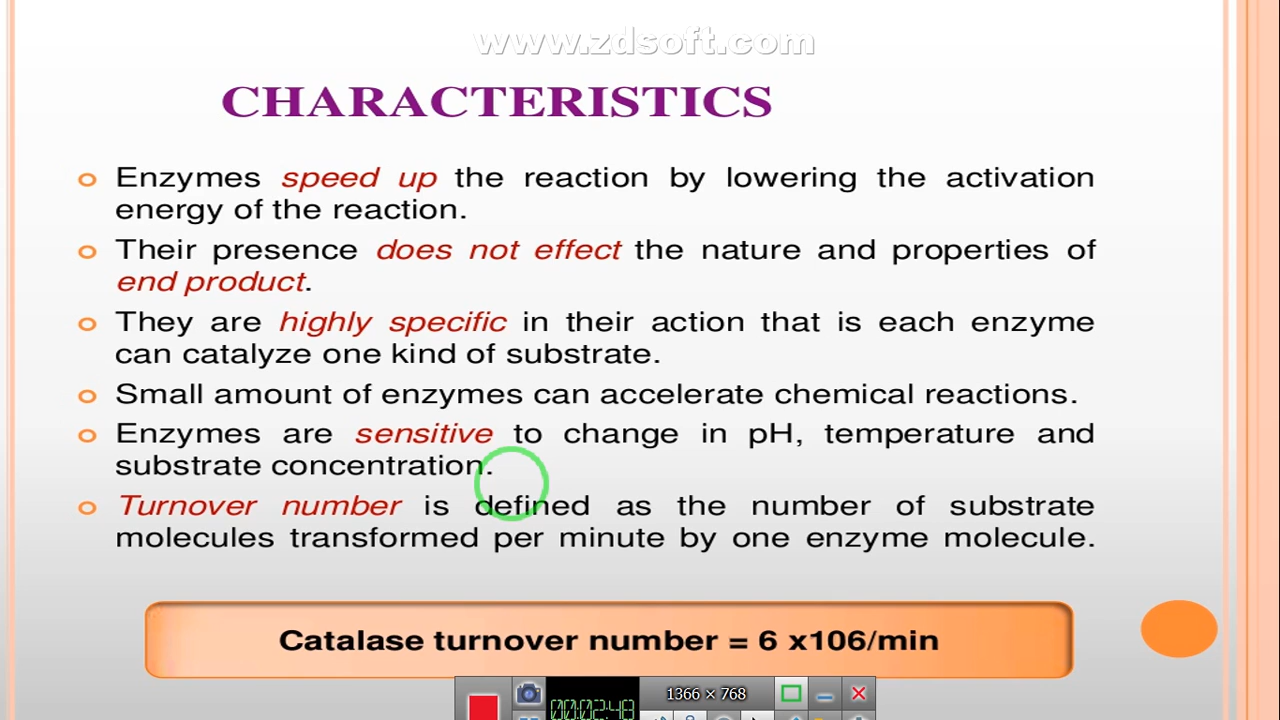 www.zdsoft.com
CHARACTERISTICS
Enzymes speed up the reaction by lowering the activation
energy of the reaction.
Their presence does not effect the nature and properties of
end product.
They are highly specific in their action that is each enzyme
can catalyze one kind of substrate.
Small amount of enzymes can accelerate chemical reactions.
Enzymes are sensitive to change in pH, temperature and
substrate concentration.
Turnover number is defined as the number of substrate
molecules transformed per minute by one enzyme molecule.
Catalase turnover number = 6 x106/min
1366 × 768
00:02:48